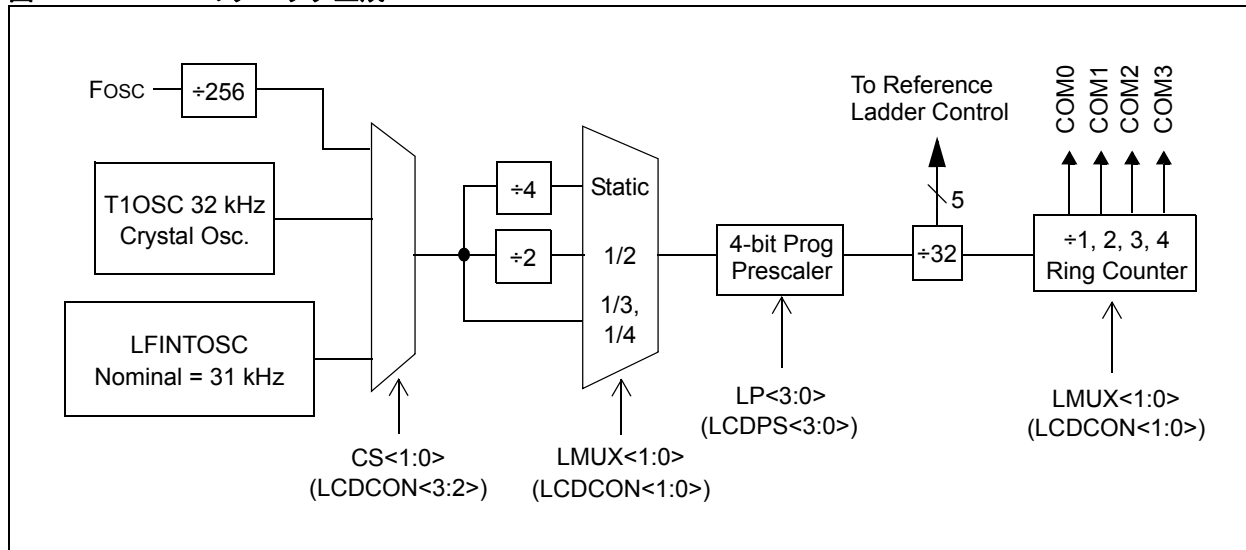 FOSC
÷256
T1OSC 32 kHz
Crystal Osc.
LFINTOSC
Nominal = 31 kHz
CS<1:0>
(LCDCON<3:2>)
÷4
÷2
Static
1/2
1/3,
1/4
LMUX<1:0>
(LCDCON<1:0>)
4-bit Prog
Prescaler
LP<3:0>
(LCDPS<3:0>)
To Reference
Ladder Control
5
÷32
COM0
COM1
COM2
COM3
÷1, 2, 3, 4
Ring Counter
LMUX<1:0>
(LCDCON<1:0>)